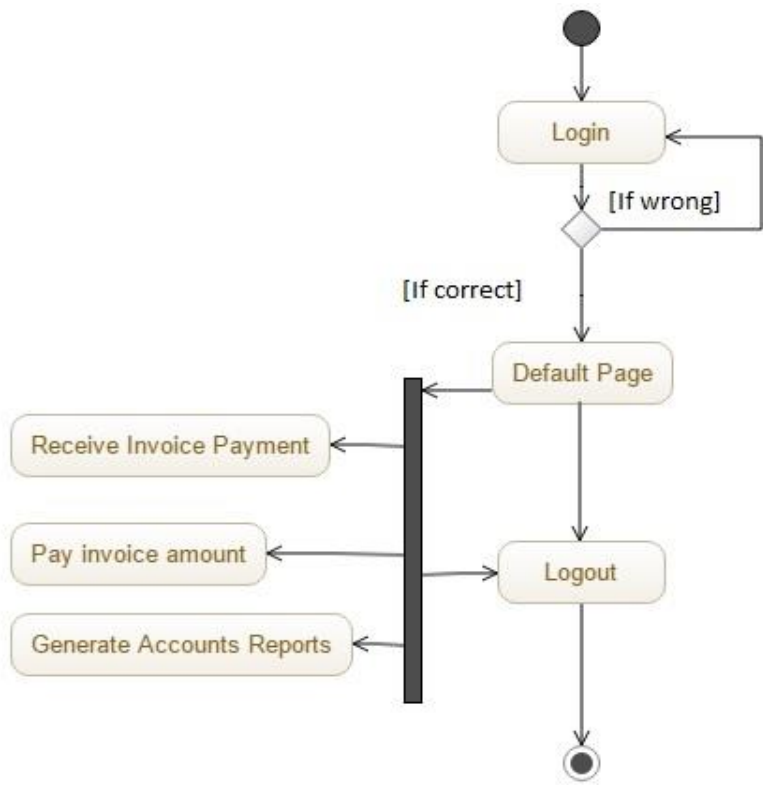 Login
[If wrong]
[If correct]
Default Page
Receive Invoice Payment
Pay invoice amount
Logout
Generate Accounts Reports